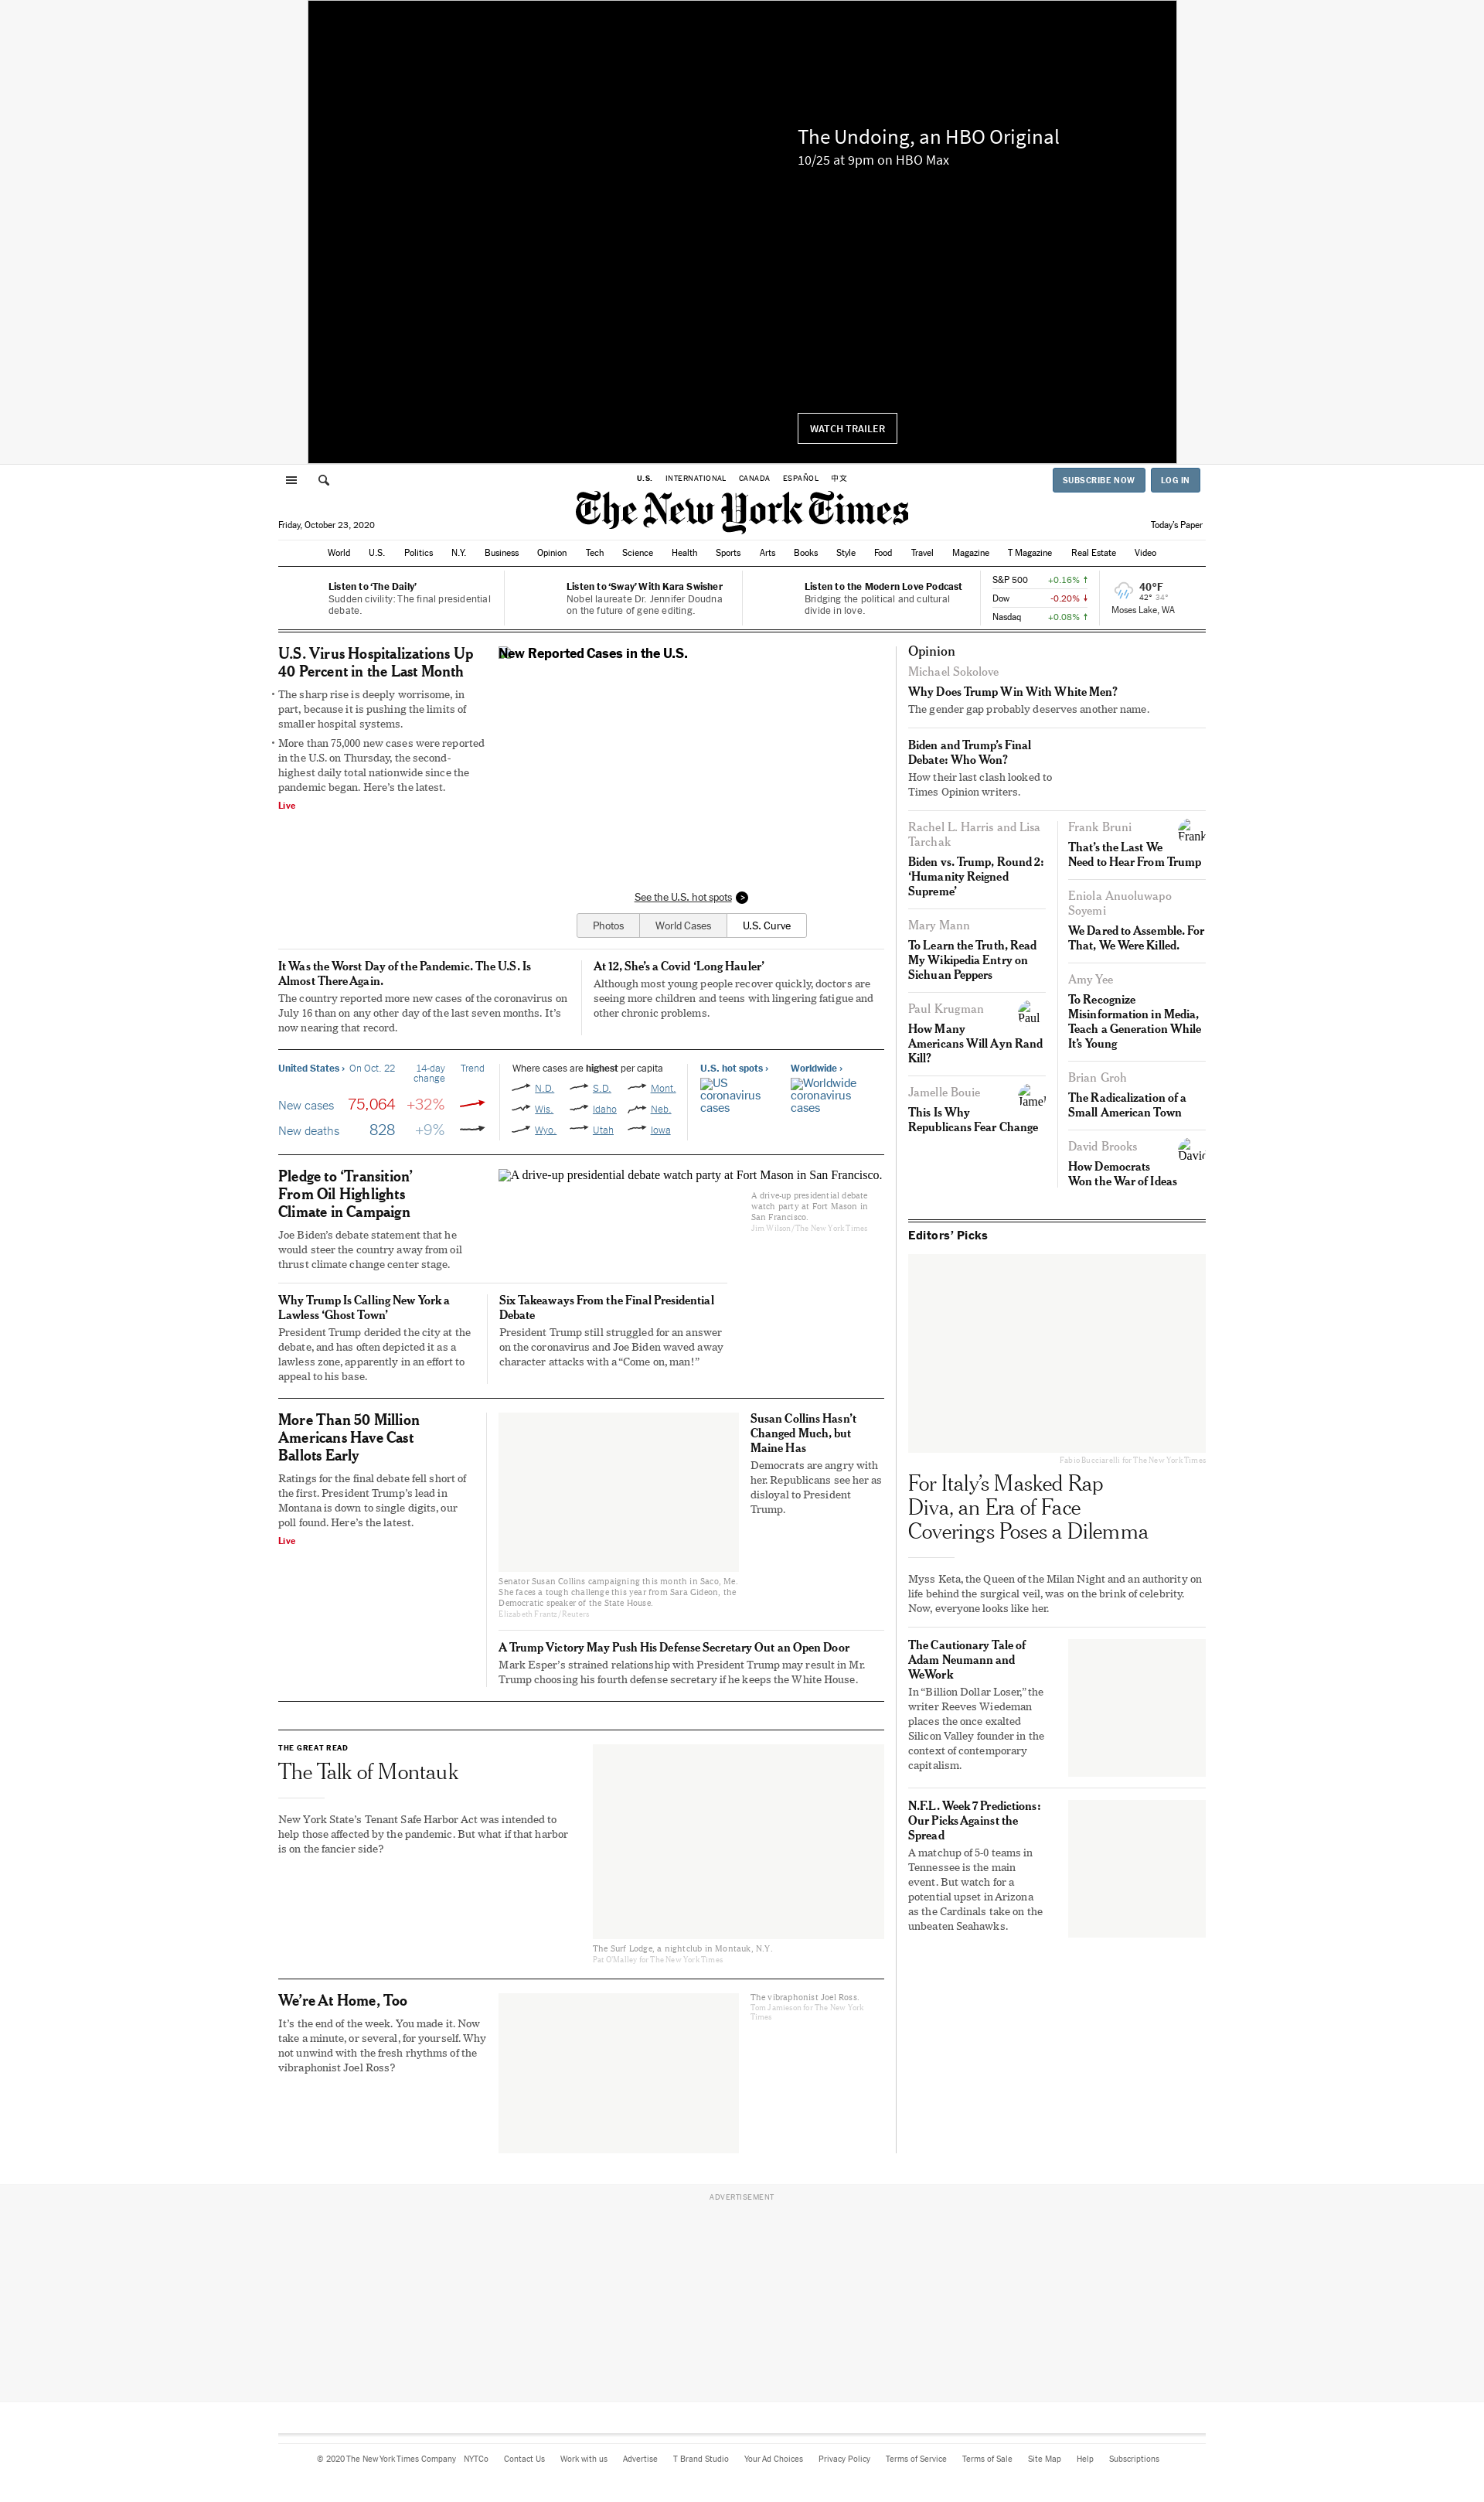 The Undoing, an HBO Original
10/25 at 9pm on HBO Max
WATCH TRAILER
U.S. INTERNATIONAL CANADA ESPAÑOL 中文
SUBSCRIBE NOW LOG IN
The New York Times
Friday, October 23, 2020
Today's Paper
World U.S. Politics N.Y. Business Opinion Tech Science Health Sports Arts Books Style Food Travel Magazine T Magazine Real Estate Video
Listen to ‘The Daily’
Sudden civility: The final presidential
debate.
Listen to ‘Sway’ With Kara Swisher
Nobel laureate Dr. Jennifer Doudna
on the future of gene editing.
Listen to the Modern Love Podcast
Bridging the political and cultural
divide in love.
S&P 500 +0.16% ↑
Dow -0.20% ↓
Nasdaq +0.08% ↑
40°F
42° 34°
Moses Lake, WA
U.S. Virus Hospitalizations Up
40 Percent in the Last Month
• The sharp rise is deeply worrisome, in
part, because it is pushing the limits of
smaller hospital systems.
• More than 75,000 new cases were reported
in the U.S. on Thursday, the second-
highest daily total nationwide since the
pandemic began. Here’s the latest.
Live
New Reported Cases in the U.S.
See the U.S. hot spots >
Photos World Cases U.S. Curve
It Was the Worst Day of the Pandemic. The U.S. Is
Almost There Again.
The country reported more new cases of the coronavirus on
July 16 than on any other day of the last seven months. It’s
now nearing that record.
At 12, She’s a Covid ‘Long Hauler’
Although most young people recover quickly, doctors are
seeing more children and teens with lingering fatigue and
other chronic problems.
United States › On Oct. 22 14-day Trend
change
New cases 75,064 +32%
New deaths 828 +9%
Where cases are highest per capita
N.D. S.D. Mont.
Wis. Idaho Neb.
Wyo. Utah Iowa
U.S. hot spots ›
US
coronavirus
cases
Worldwide ›
Worldwide
coronavirus
cases
Pledge to ‘Transition’
From Oil Highlights
Climate in Campaign
Joe Biden’s debate statement that he
would steer the country away from oil
thrust climate change center stage.
A drive-up presidential debate watch party at Fort Mason in San Francisco.
A drive-up presidential debate
watch party at Fort Mason in
San Francisco.
Jim Wilson/The New York Times
Why Trump Is Calling New York a
Lawless ‘Ghost Town’
President Trump derided the city at the
debate, and has often depicted it as a
lawless zone, apparently in an effort to
appeal to his base.
Six Takeaways From the Final Presidential
Debate
President Trump still struggled for an answer
on the coronavirus and Joe Biden waved away
character attacks with a “Come on, man!”
More Than 50 Million
Americans Have Cast
Ballots Early
Ratings for the final debate fell short of
the first. President Trump’s lead in
Montana is down to single digits, our
poll found. Here’s the latest.
Live
Senator Susan Collins campaigning this month in Saco, Me.
She faces a tough challenge this year from Sara Gideon, the
Democratic speaker of the State House.
Elizabeth Frantz/Reuters
Susan Collins Hasn’t
Changed Much, but
Maine Has
Democrats are angry with
her. Republicans see her as
disloyal to President
Trump.
A Trump Victory May Push His Defense Secretary Out an Open Door
Mark Esper’s strained relationship with President Trump may result in Mr.
Trump choosing his fourth defense secretary if he keeps the White House.
THE GREAT READ
The Talk of Montauk
New York State’s Tenant Safe Harbor Act was intended to
help those affected by the pandemic. But what if that harbor
is on the fancier side?
The Surf Lodge, a nightclub in Montauk, N.Y.
Pat O'Malley for The New York Times
We’re At Home, Too
It’s the end of the week. You made it. Now
take a minute, or several, for yourself. Why
not unwind with the fresh rhythms of the
vibraphonist Joel Ross?
The vibraphonist Joel Ross.
Tom Jamieson for The New York
Times
Opinion
Michael Sokolove
Why Does Trump Win With White Men?
The gender gap probably deserves another name.
Biden and Trump’s Final
Debate: Who Won?
How their last clash looked to
Times Opinion writers.
Rachel L. Harris and Lisa
Tarchak
Biden vs. Trump, Round 2:
‘Humanity Reigned
Supreme’
Mary Mann
To Learn the Truth, Read
My Wikipedia Entry on
Sichuan Peppers
Paul Krugman
Paul
How Many
Americans Will Ayn Rand
Kill?
Jamelle Bouie
Jamel
This Is Why
Republicans Fear Change
Frank Bruni
Frank
That’s the Last We
Need to Hear From Trump
Eniola Anuoluwapo
Soyemi
We Dared to Assemble. For
That, We Were Killed.
Amy Yee
To Recognize
Misinformation in Media,
Teach a Generation While
It’s Young
Brian Groh
The Radicalization of a
Small American Town
David Brooks
David
How Democrats
Won the War of Ideas
Editors’ Picks
Fabio Bucciarelli for The New York Times
For Italy’s Masked Rap
Diva, an Era of Face
Coverings Poses a Dilemma
Myss Keta, the Queen of the Milan Night and an authority on
life behind the surgical veil, was on the brink of celebrity.
Now, everyone looks like her.
The Cautionary Tale of
Adam Neumann and
WeWork
In “Billion Dollar Loser,” the
writer Reeves Wiedeman
places the once exalted
Silicon Valley founder in the
context of contemporary
capitalism.
N.F.L. Week 7 Predictions:
Our Picks Against the
Spread
A matchup of 5-0 teams in
Tennessee is the main
event. But watch for a
potential upset in Arizona
as the Cardinals take on the
unbeaten Seahawks.
ADVERTISEMENT
© 2020 The New York Times Company NYTCo Contact Us Work with us Advertise T Brand Studio Your Ad Choices Privacy Policy Terms of Service Terms of Sale Site Map Help Subscriptions